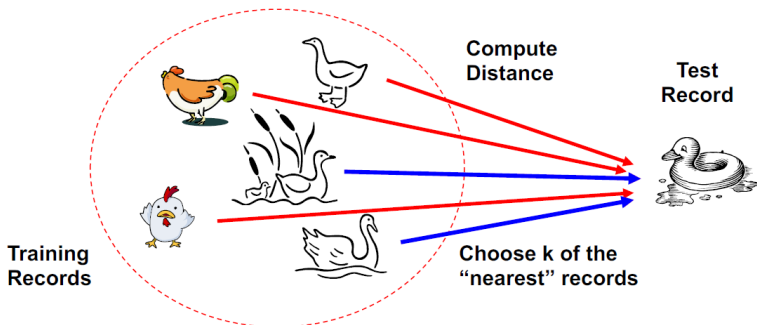 Compute
Distance
Test
Record
Training
Records
Choose k of the
“nearest” records